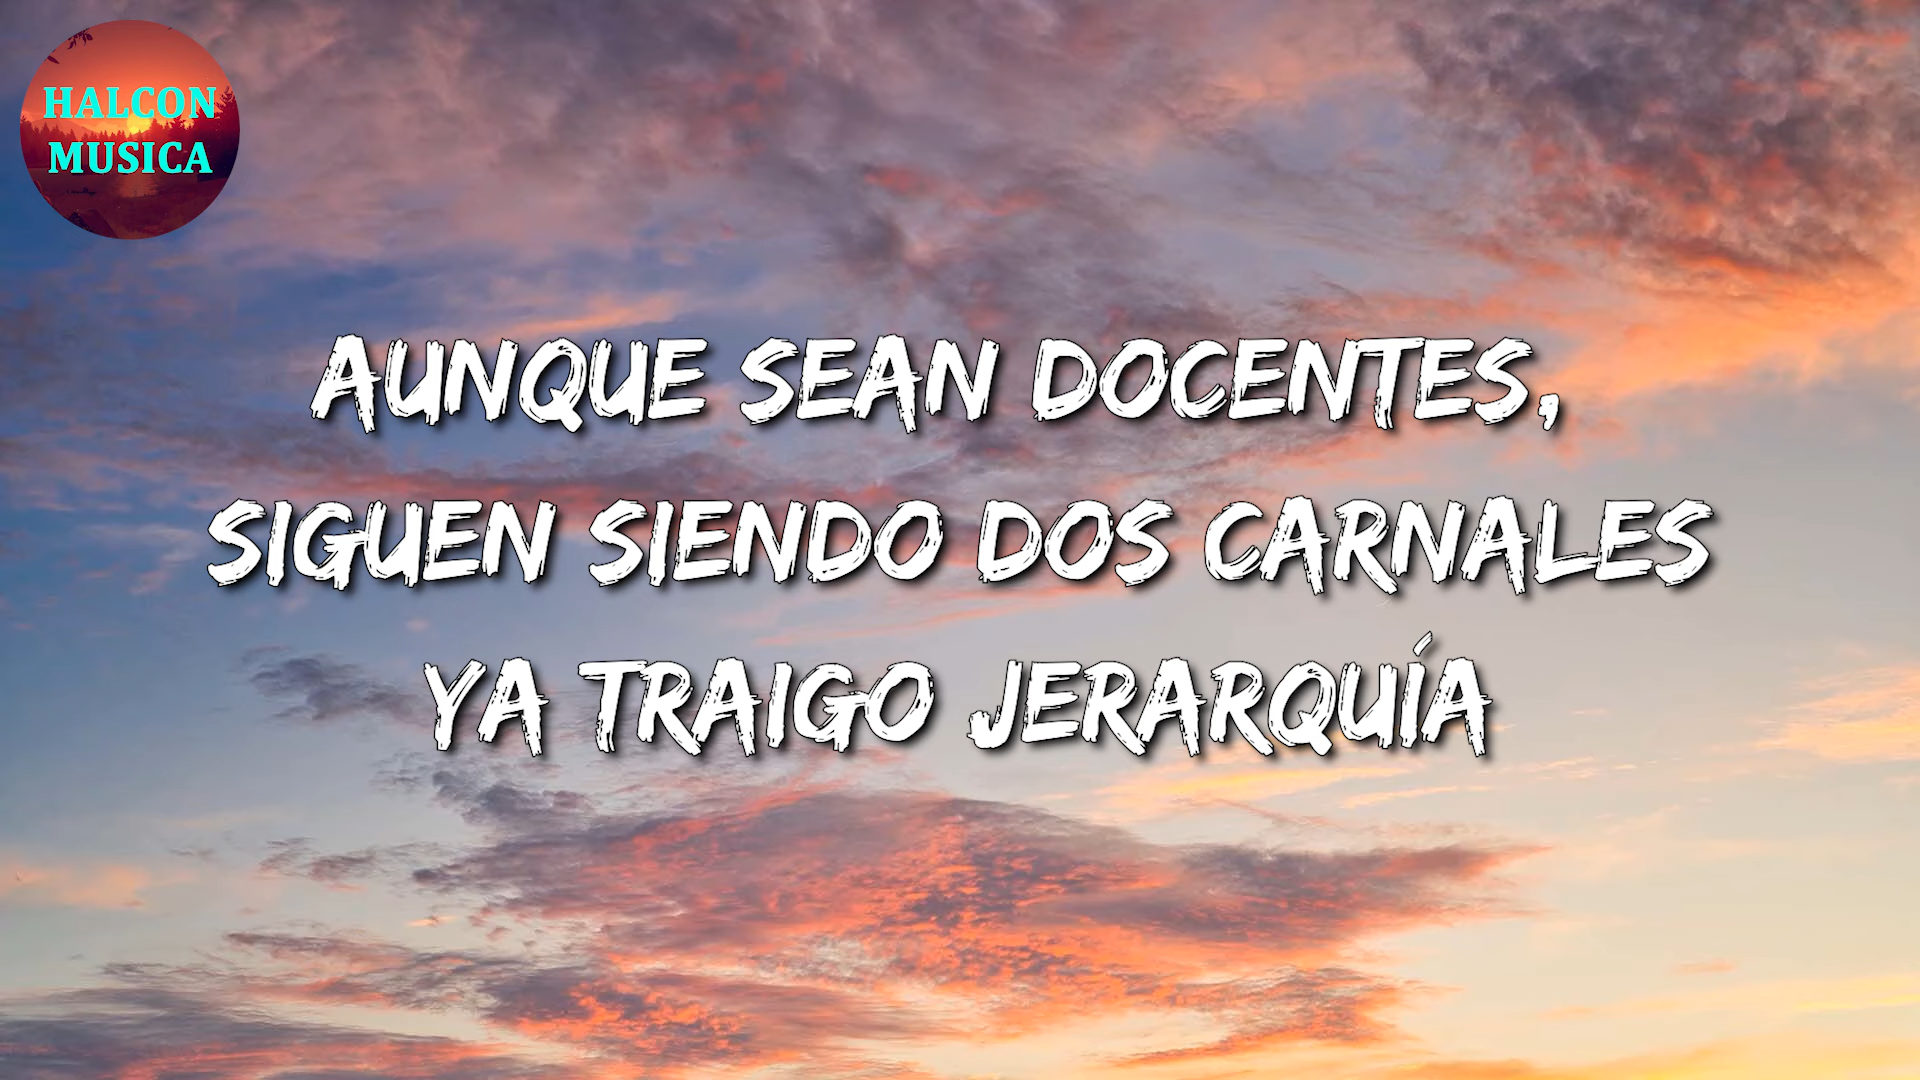 HALCON
MUSICA
AUNQUE SEAN DOCENTES,
SIGUEN SIENDO DOS CARNALES
YA TRAIGO JERARQUÍA